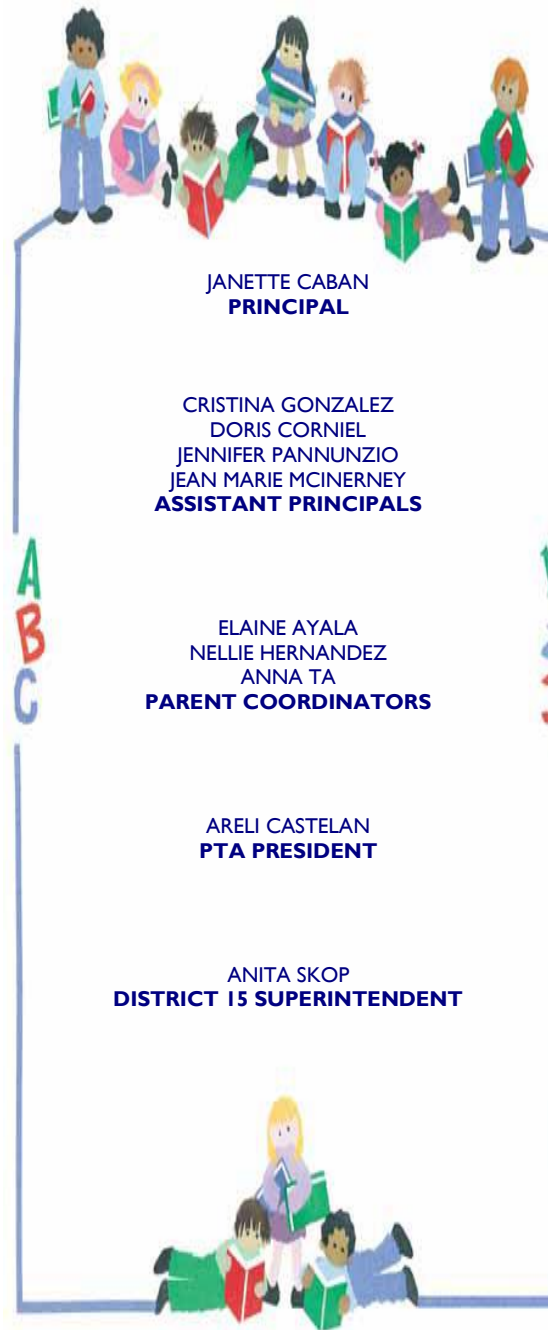 JANETTE CABAN
PRINCIPAL
CRISTINA GONZALEZ
DORIS CORNIEL
JENNIFER PANNUNZIO
JEAN MARIE MCINERNEY
ASSISTANT PRINCIPALS
A
B
C
ELAINE AYALA
NELLIE HERNANDEZ
ANNA TA
PARENT COORDINATORS
ARELI CASTELAN
PTA PRESIDENT
ANITA SKOP
DISTRICT 15 SUPERINTENDENT